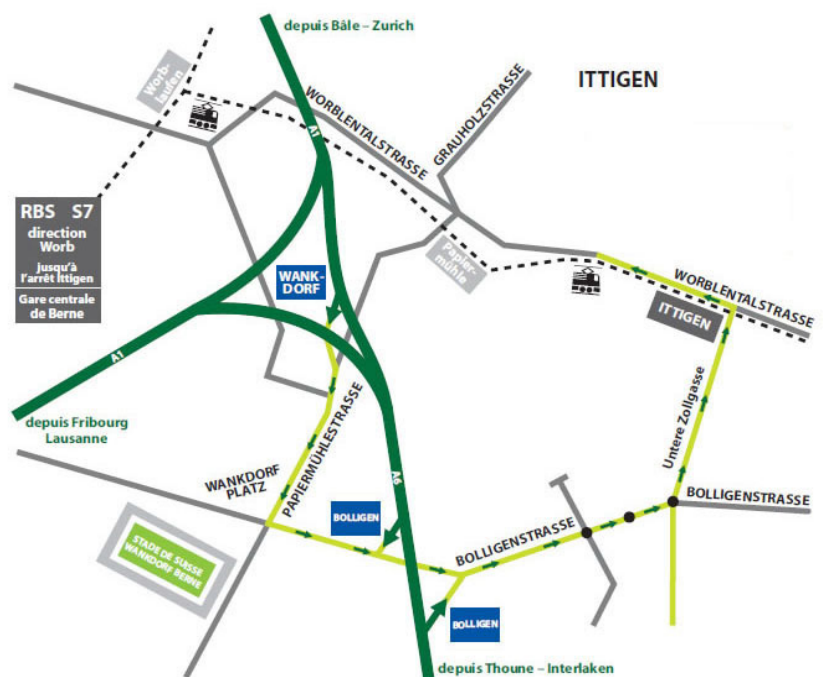 depuis Bâle – Zurich
ITTIGEN
Worb-
laufen
WORBLENTALSTRASSE
GRAUHOLZSTRASSE
A1
RBS S7
direction
Worb
Jusqu'à
l'arrêt Ittigen
Gare centrale
de Berne
WANK-
DORF
Papier-
mühle
WORBLENTALSTRASSE
ITTIGEN
A1
depuis Fribourg
Lausanne
PAPIERMÜHLESTRASSE
Untere Zollgasse
WANKDORF
PLATZ
A6
BOLLIGEN
BOLLIGENSTRASSE
BOLLIGENSTRASSE
STADE DE SUISSE
WANKDORF BERNE
BOLLIGEN
depuis Thoune – Interlaken